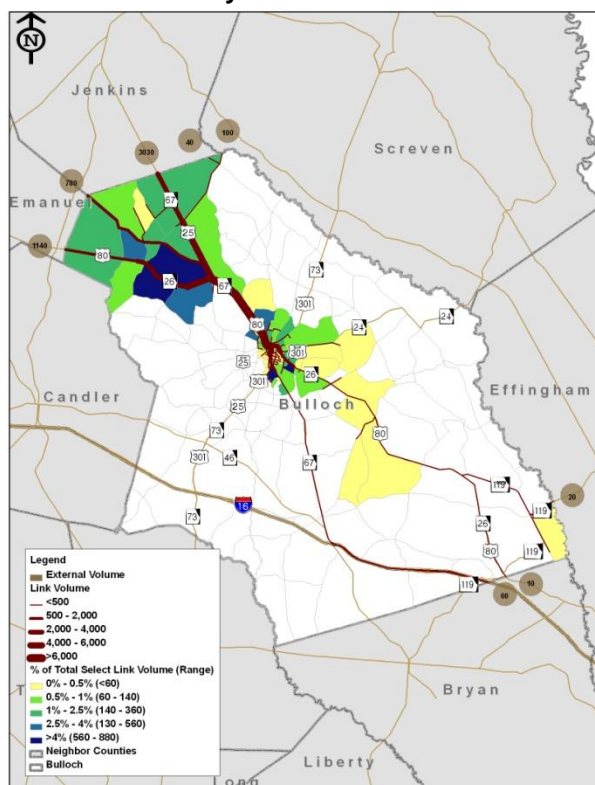 N
Jenkins
Screven
Emanuel
Candler
Bulloch
Effingham
Bryan
Liberty
Long
100
40
3030
780
1140
67
25
80
26
67
80
73
301
24
24
301
25
301
26
25
73
301
46
80
67
119
20
119
26
16
73
80
119
119
10
60
Legend
External Volume
Link Volume
<500
500 - 2,000
2,000 - 4,000
4,000 - 6,000
>6,000
% of Total Select Link Volume (Range)
0% - 0.5% (<60)
0.5% - 1% (60 - 140)
1% - 2.5% (140 - 360)
2.5% - 4% (130 - 560)
>4% (560 - 880)
Neighbor Counties
Bulloch